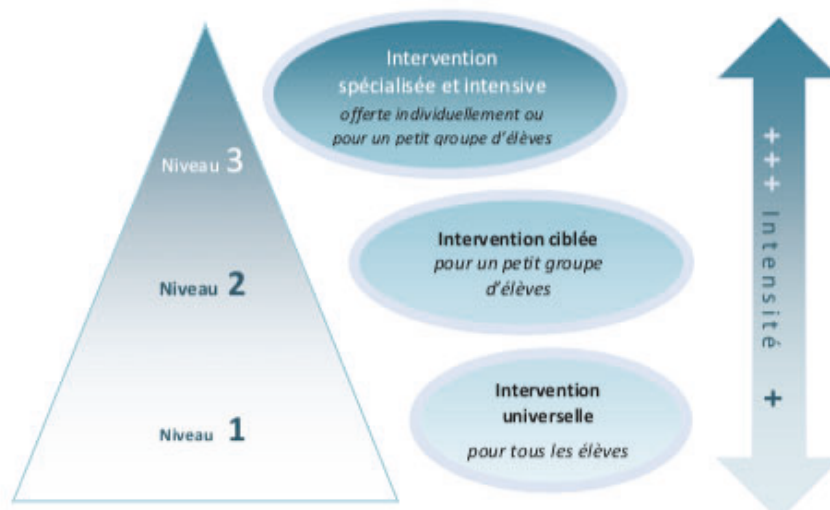 Intervention
spécialisée et intensive
offerte individuellement ou
pour un petit groupe d'élèves
Niveau 3
Intervention ciblée
pour un petit groupe
d'élèves
Niveau 2
Intervention
universelle
pour tous les élèves
Niveau 1
+++ Intensité +